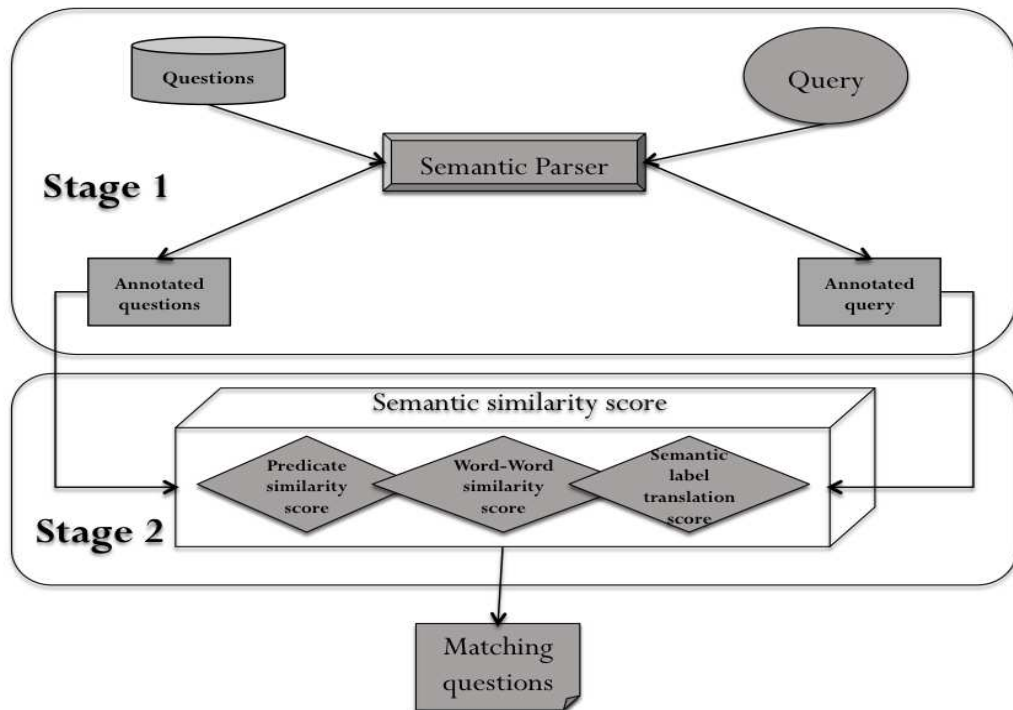 Questions
Query
Semantic Parser
Stage 1
Annotated
questions
Annotated
query
Semantic similarity score
Predicate
similarity
score
Word-Word
similarity
score
Semantic
label
translation
score
Stage 2
Matching
questions